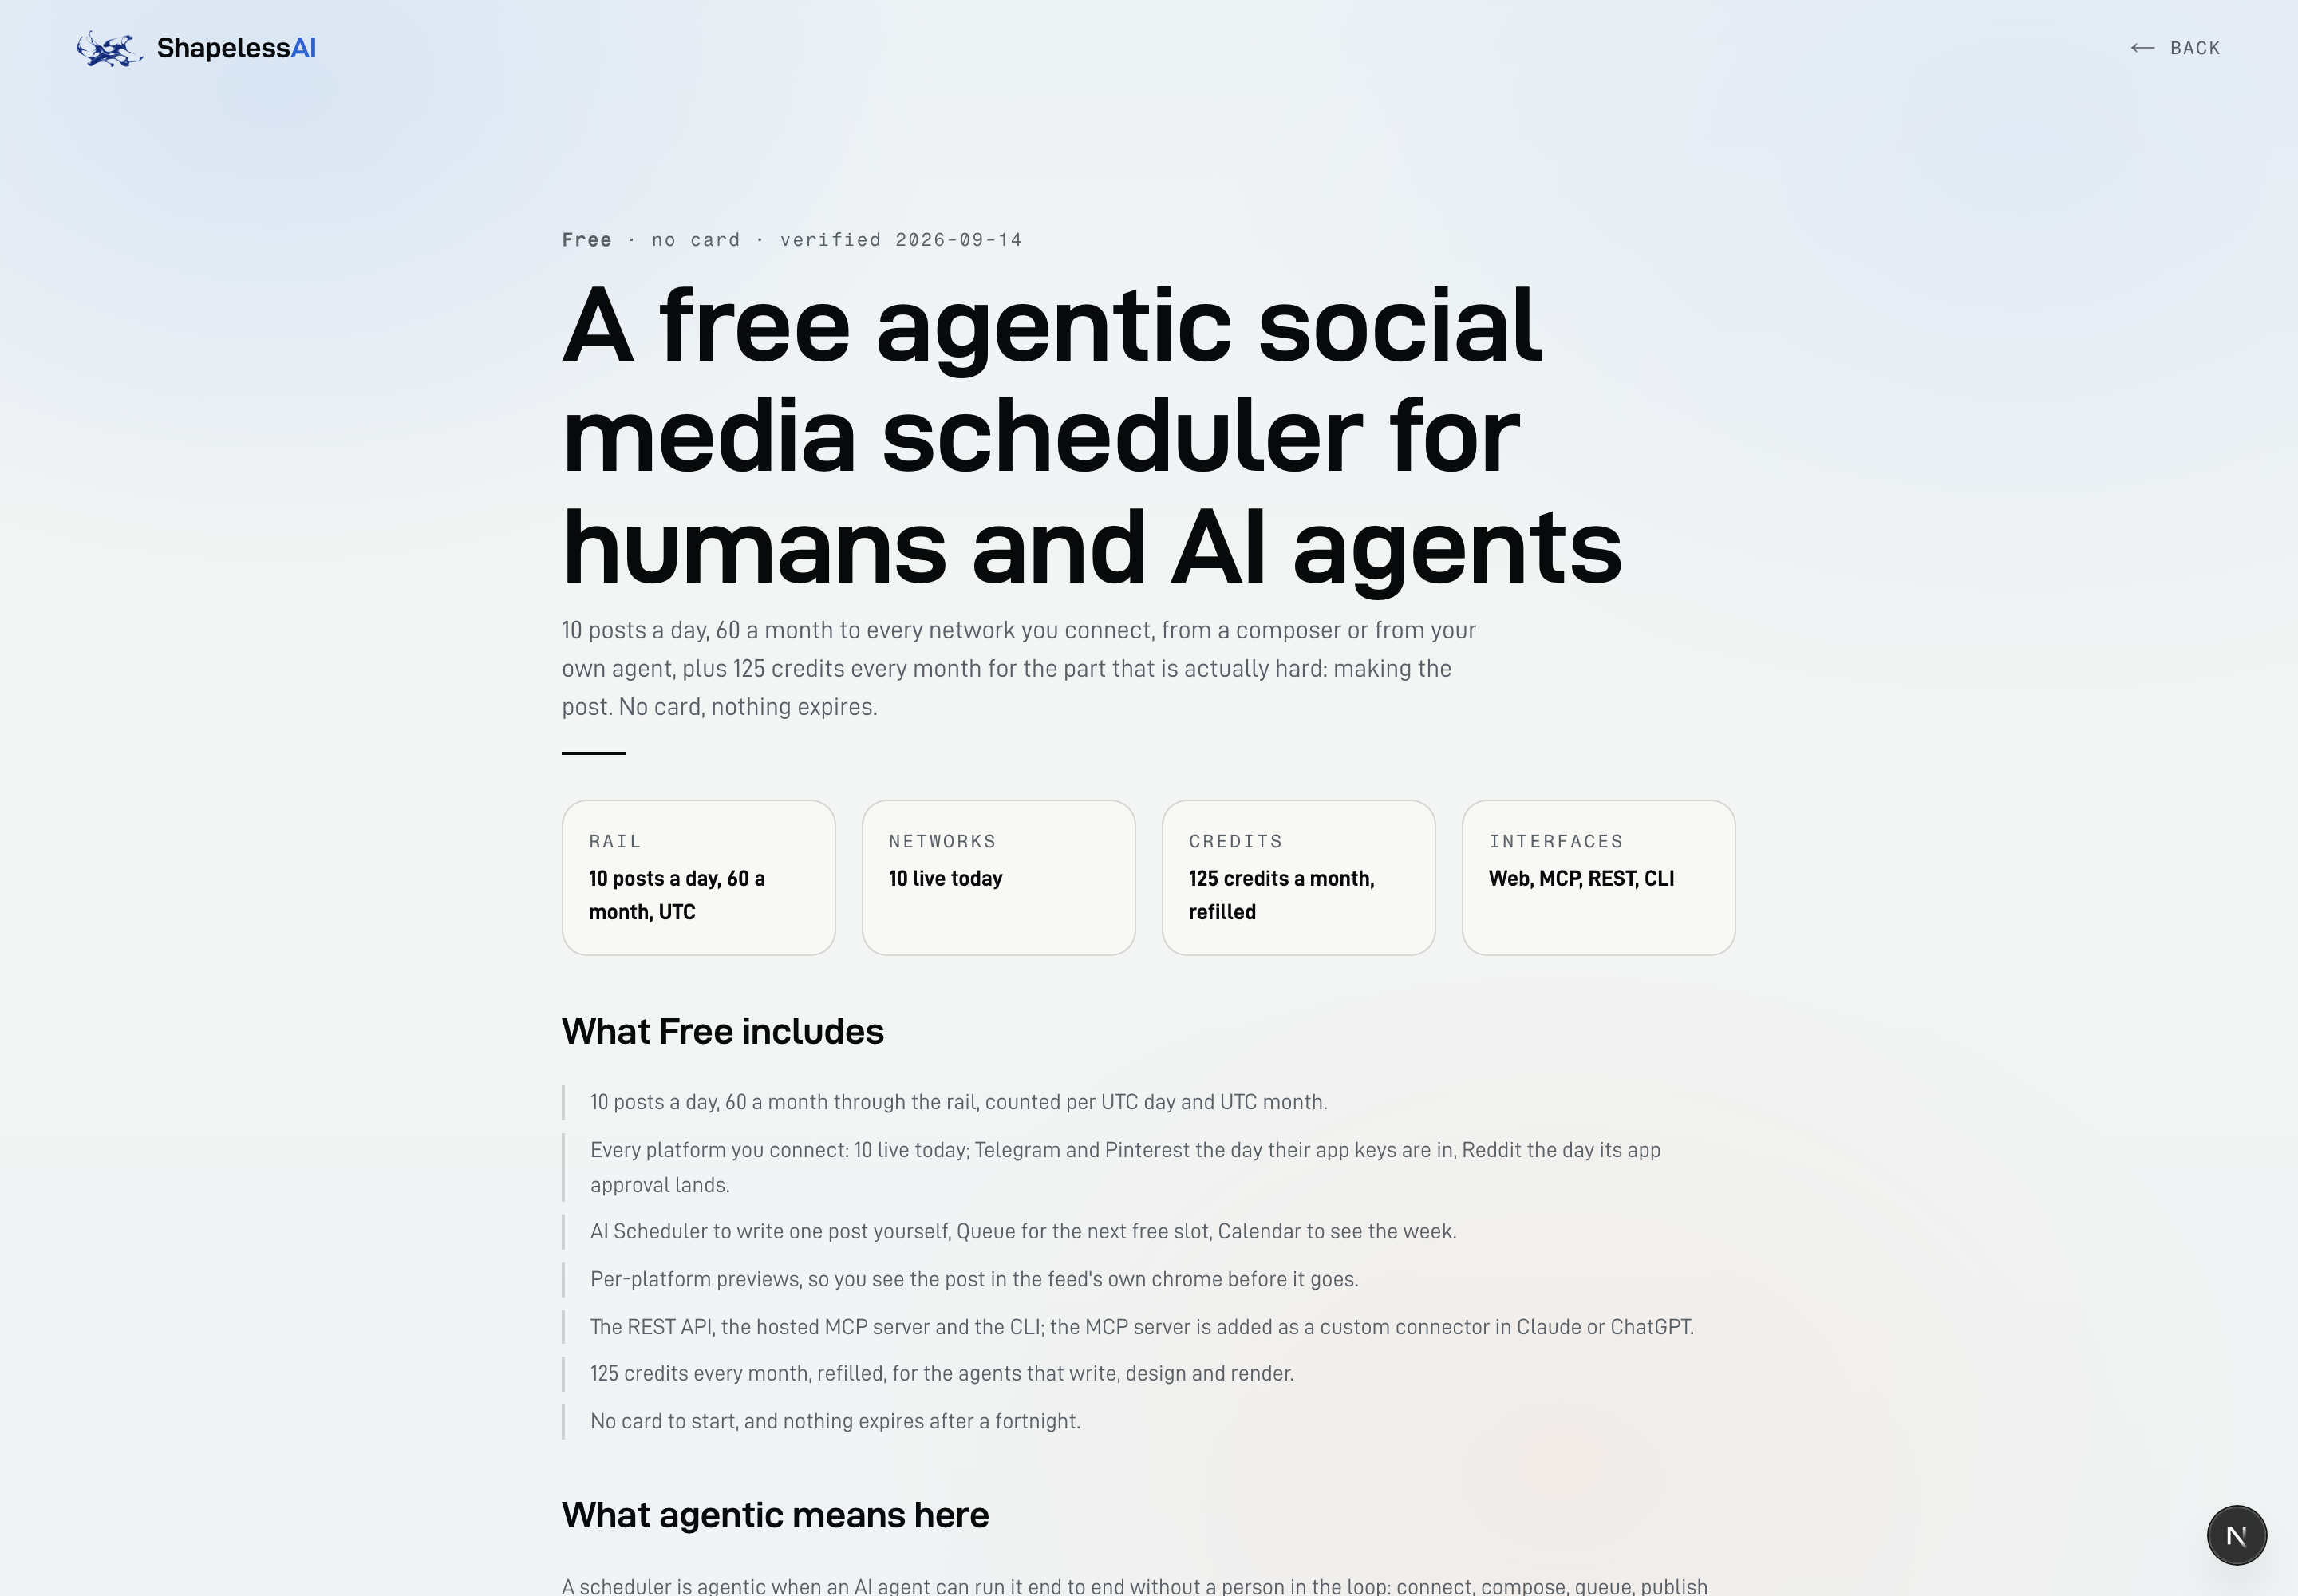 ShapelessAI
← BACK
Free · no card · verified 2026-09-14
A free agentic social
media scheduler for
humans and AI agents
10 posts a day, 60 a month to every network you connect, from a composer or from your
own agent, plus 125 credits every month for the part that is actually hard: making the
post. No card, nothing expires.
RAIL
10 posts a day, 60 a
month, UTC
NETWORKS
10 live today
CREDITS
125 credits a month,
refilled
INTERFACES
Web, MCP, REST, CLI
What Free includes
10 posts a day, 60 a month through the rail, counted per UTC day and UTC month.
Every platform you connect: 10 live today; Telegram and Pinterest the day their app keys are in, Reddit the day its app
approval lands.
AI Scheduler to write one post yourself, Queue for the next free slot, Calendar to see the week.
Per-platform previews, so you see the post in the feed's own chrome before it goes.
The REST API, the hosted MCP server and the CLI; the MCP server is added as a custom connector in Claude or ChatGPT.
125 credits every month, refilled, for the agents that write, design and render.
No card to start, and nothing expires after a fortnight.
What agentic means here
A scheduler is agentic when an AI agent can run it end to end without a person in the loop: connect, compose, queue, publish
N